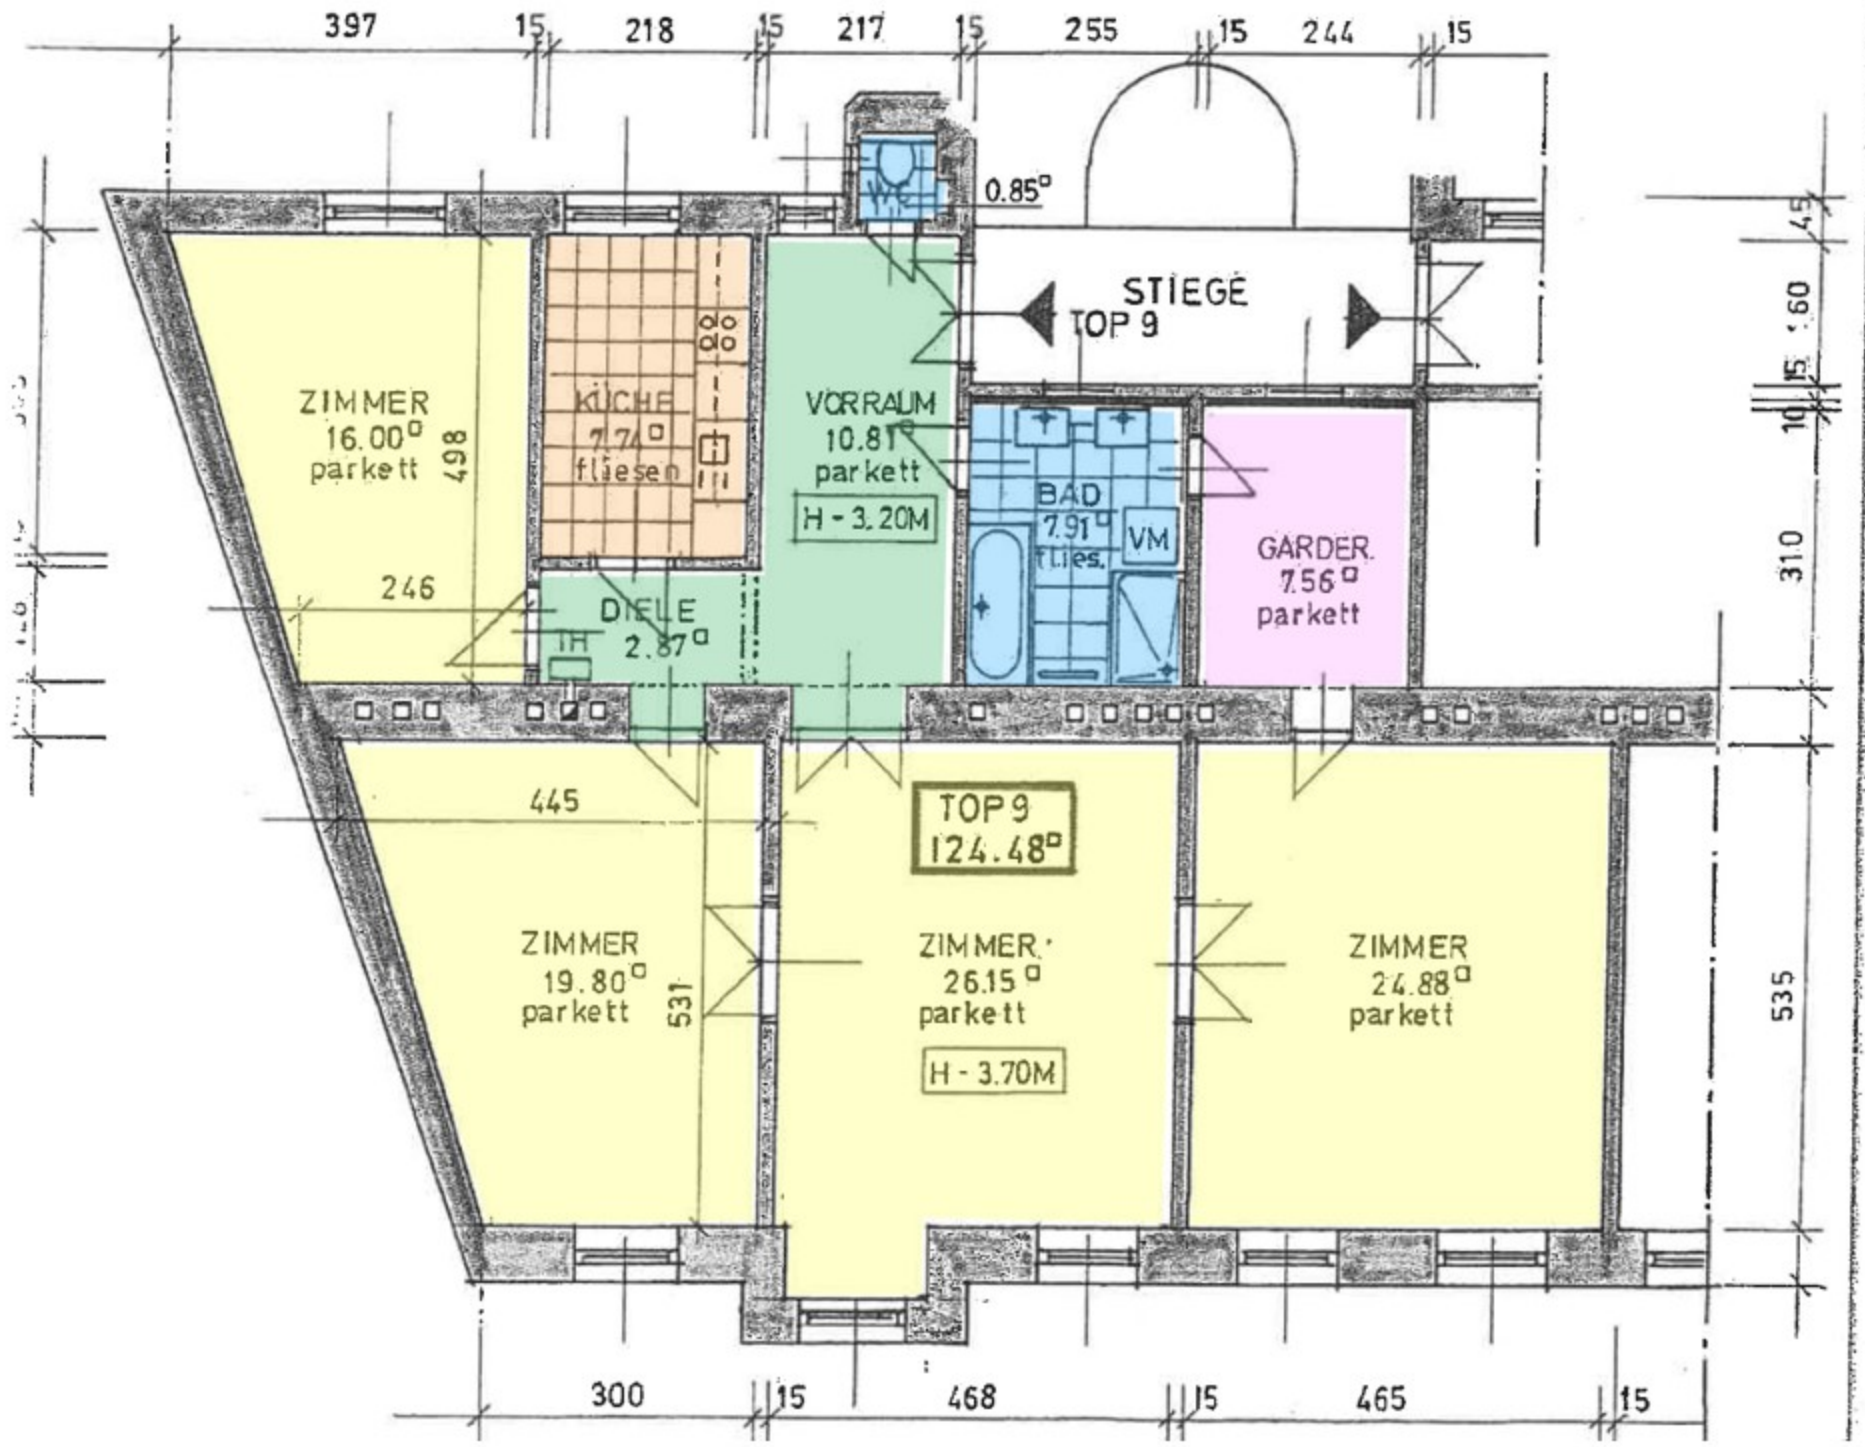 397 15 218 15 217 15 255 15 244 15
WC
0.85□
45
STIEGE
TOP 9
160
15
10
ZIMMER
16.00□
parkett
498
KÜCHE
7.74□
fliesen
VORRAUM
10.81□
parkett
H - 3.20M
BAD
7.91□
flies.
VM
GARDER.
7.56□
parkett
310
246
DIELE
2.87□
TH
445
TOP 9
124.48□
ZIMMER
19.80□
parkett
531
ZIMMER
26.15□
parkett
H - 3.70M
ZIMMER
24.88□
parkett
535
300 15 468 15 465 15